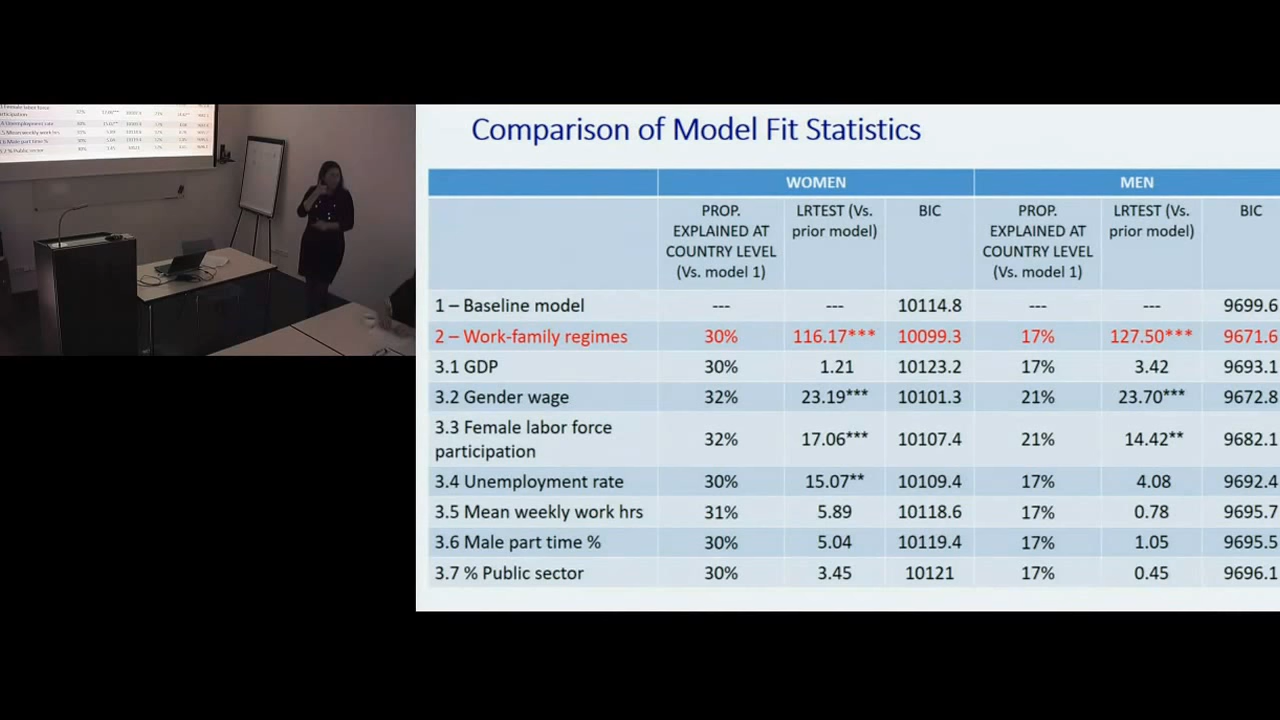 Comparison of Model Fit Statistics
WOMEN MEN
PROP. EXPLAINED AT COUNTRY LEVEL (Vs. model 1) LRTEST (Vs. prior model) BIC PROP. EXPLAINED AT COUNTRY LEVEL (Vs. model 1) LRTEST (Vs. prior model) BIC
1 – Baseline model --- --- 10114.8 --- --- 9699.6
2 – Work-family regimes 30% 116.17*** 10099.3 17% 127.50*** 9671.6
3.1 GDP 30% 1.21 10123.2 17% 3.42 9693.1
3.2 Gender wage 32% 23.19*** 10101.3 21% 23.70*** 9672.8
3.3 Female labor force participation 32% 17.06*** 10107.4 21% 14.42** 9682.1
3.4 Unemployment rate 30% 15.07** 10109.4 17% 4.08 9692.4
3.5 Mean weekly work hrs 31% 5.89 10118.6 17% 0.78 9695.7
3.6 Male part time % 30% 5.04 10119.4 17% 1.05 9695.5
3.7 % Public sector 30% 3.45 10121 17% 0.45 9696.1